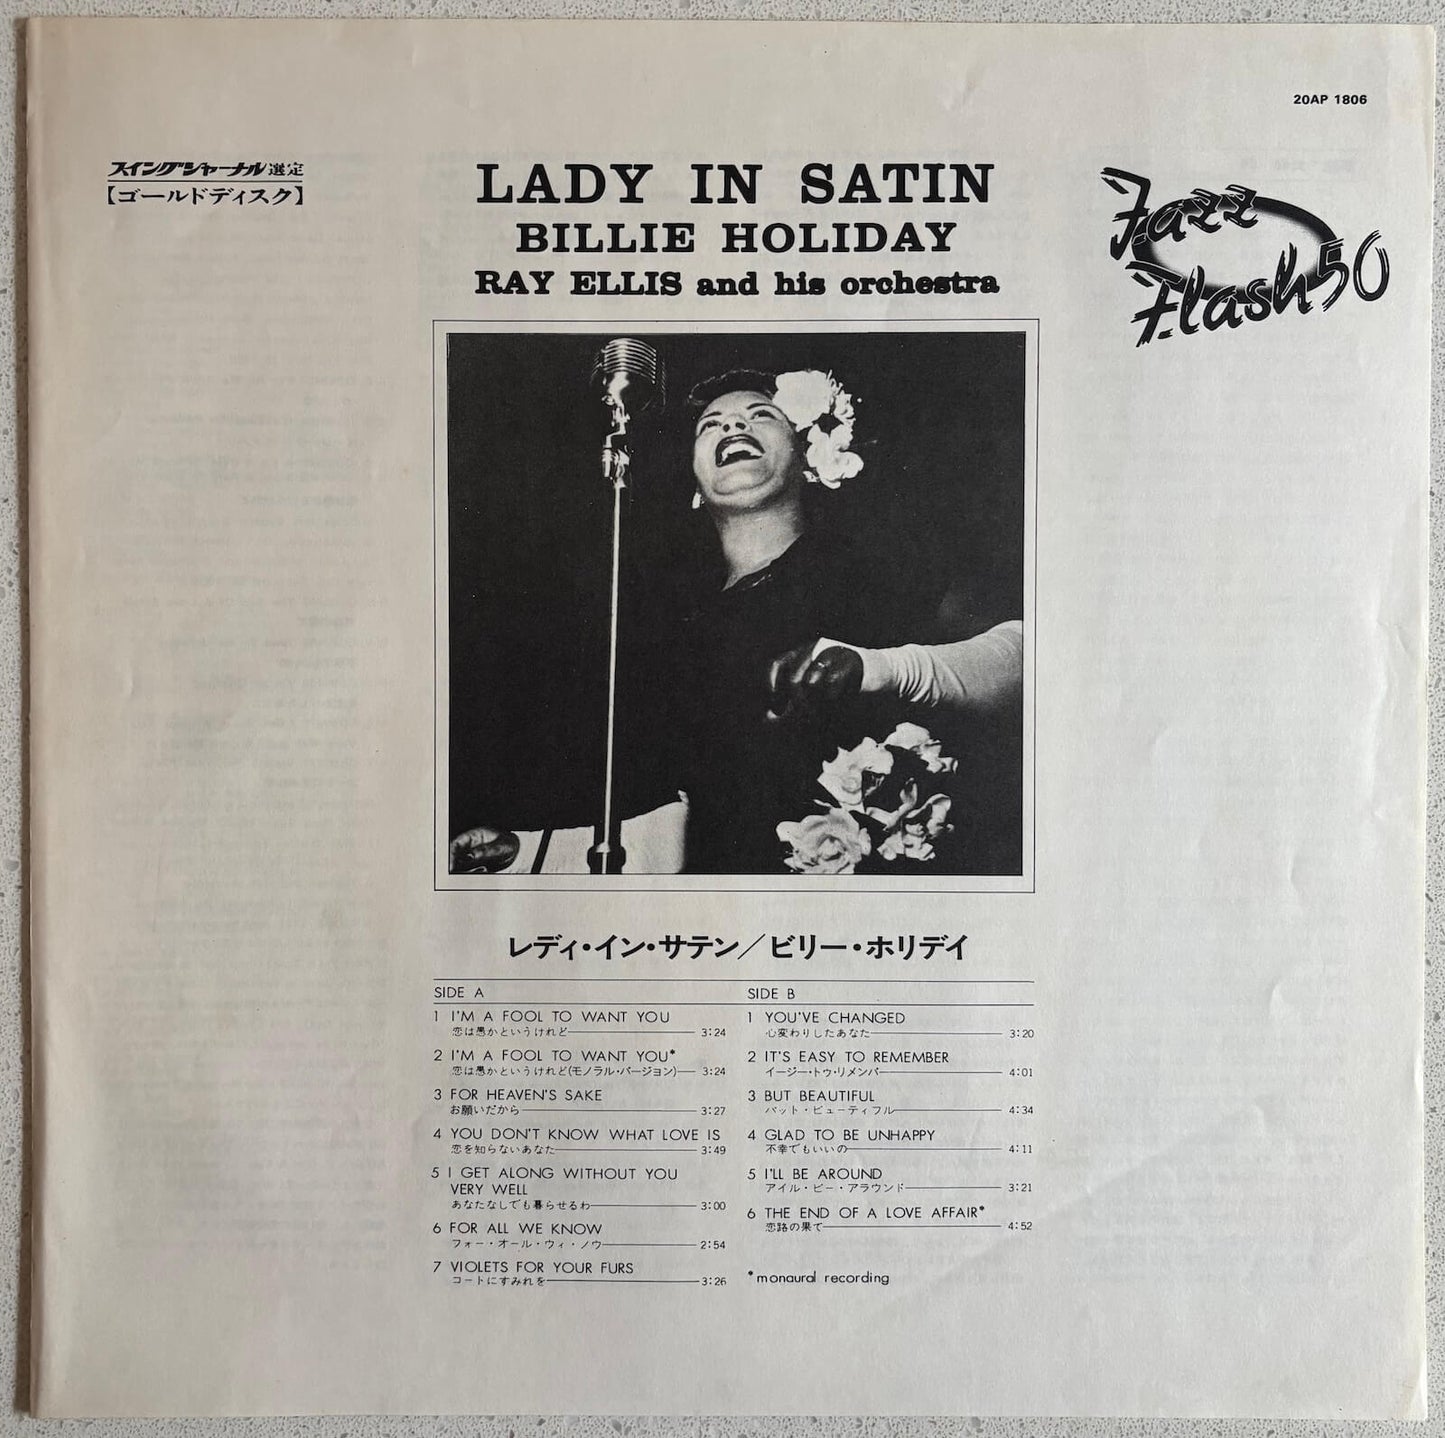 20AP 1806
スイングジャーナル選定
【ゴールドディスク】
LADY IN SATIN
BILLIE HOLIDAY
RAY ELLIS and his orchestra
Jazz
Flash 50
レディ・イン・サテン／ビリー・ホリデイ
SIDE A
1 I'M A FOOL TO WANT YOU
恋は愚かというけれど 3:24
2 I'M A FOOL TO WANT YOU*
恋は愚かというけれど(モノラル・バージョン) 3:24
3 FOR HEAVEN'S SAKE
お願いだから 3:27
4 YOU DON'T KNOW WHAT LOVE IS
恋を知らないあなた 3:49
5 I GET ALONG WITHOUT YOU
VERY WELL
あなたなしでも暮らせるわ 3:00
6 FOR ALL WE KNOW
フォー・オール・ウィ・ノウ 2:54
7 VIOLETS FOR YOUR FURS
コートにすみれを 3:26
SIDE B
1 YOU'VE CHANGED
心変わりしたあなた 3:20
2 IT'S EASY TO REMEMBER
イージー・トゥ・リメンバー 4:01
3 BUT BEAUTIFUL
バット・ビューティフル 4:34
4 GLAD TO BE UNHAPPY
不幸でもいいの 4:11
5 I'LL BE AROUND
アイル・ビー・アラウンド 3:21
6 THE END OF A LOVE AFFAIR*
恋路の果て 4:52
*monaural recording